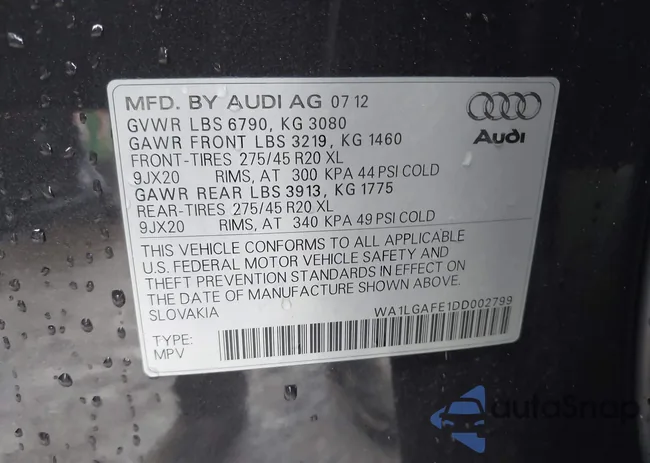 MFD. BY AUDI AG 07 12
GVWR LBS 6790, KG 3080
GAWR FRONT LBS 3219, KG 1460
FRONT-TIRES 275/45 R20 XL
9JX20 RIMS, AT 300 KPA 44 PSI COLD
GAWR REAR LBS 3913, KG 1775
REAR-TIRES 275/45 R20 XL
9JX20 RIMS, AT 340 KPA 49 PSI COLD
Audi
THIS VEHICLE CONFORMS TO ALL APPLICABLE
U.S. FEDERAL MOTOR VEHICLE SAFETY AND
THEFT PREVENTION STANDARDS IN EFFECT ON
THE DATE OF MANUFACTURE SHOWN ABOVE.
SLOVAKIA
WA1LGAFE1DD002799
TYPE:
MPV
autoSnap